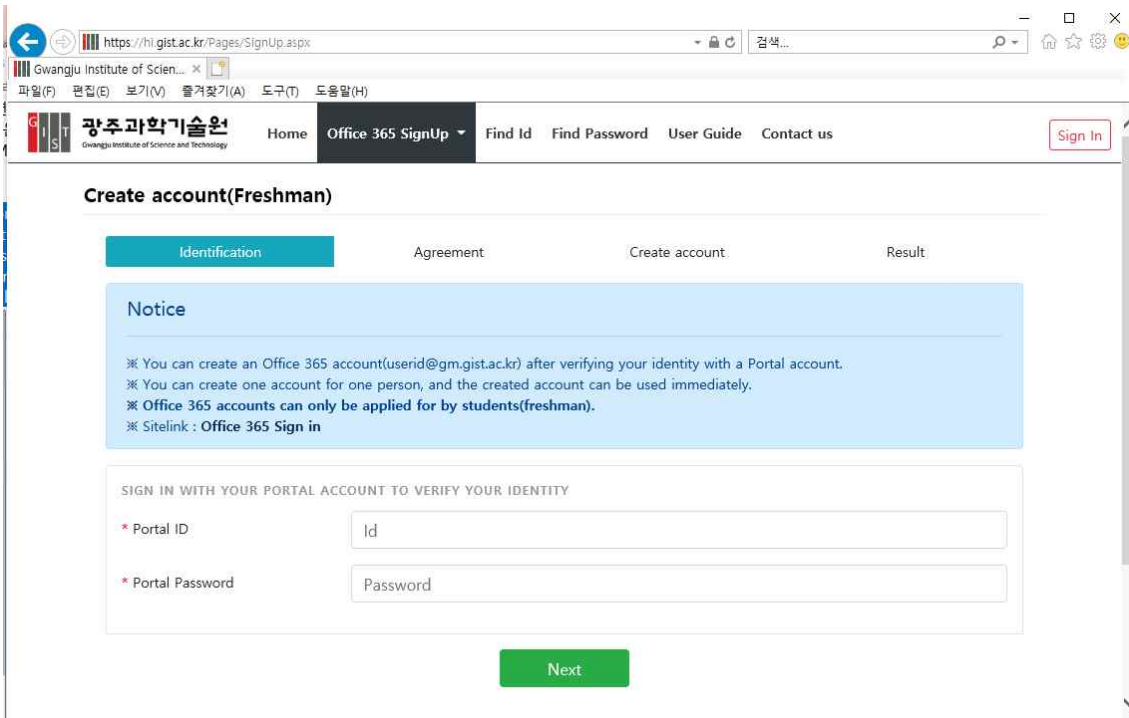 https://hi.gist.ac.kr/Pages/SignUp.aspx
검색...
Gwangju Institute of Scien...
파일(F) 편집(E) 보기(V) 즐겨찾기(A) 도구(T) 도움말(H)
GIST
광주과학기술원
Gwangju Institute of Science and Technology
Home Office 365 SignUp Find Id Find Password User Guide Contact us Sign In
Create account(Freshman)
Identification Agreement Create account Result
Notice
※ You can create an Office 365 account(userid@gm.gist.ac.kr) after verifying your identity with a Portal account.
※ You can create one account for one person, and the created account can be used immediately.
※ Office 365 accounts can only be applied for by students(freshman).
※ Sitelink : Office 365 Sign in
SIGN IN WITH YOUR PORTAL ACCOUNT TO VERIFY YOUR IDENTITY
* Portal ID Id
* Portal Password Password
Next